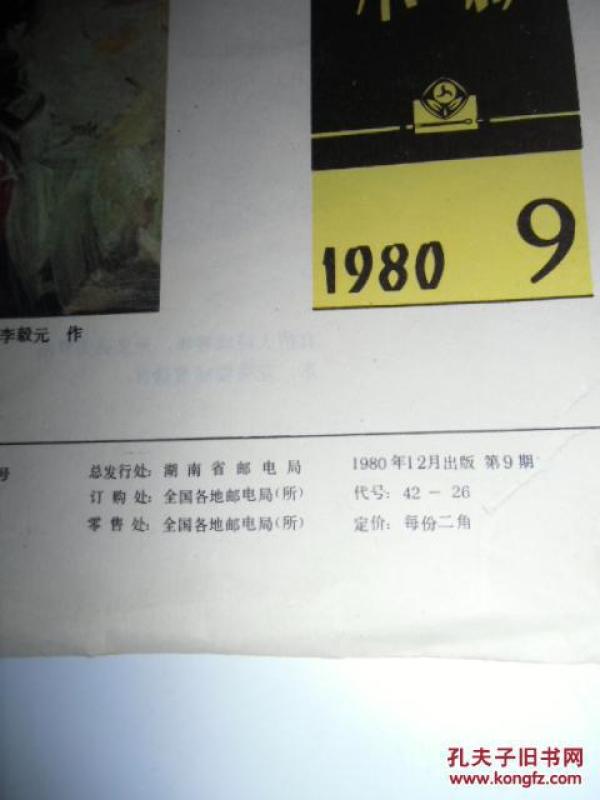 1980 9
李毅元 作
号
总发行处: 湖南省邮电局
订购处: 全国各地邮电局(所)
零售处: 全国各地邮电局(所)
1980年12月出版 第9期
代号: 42-26
定价: 每份二角
孔夫子旧书网
www.kongfz.com